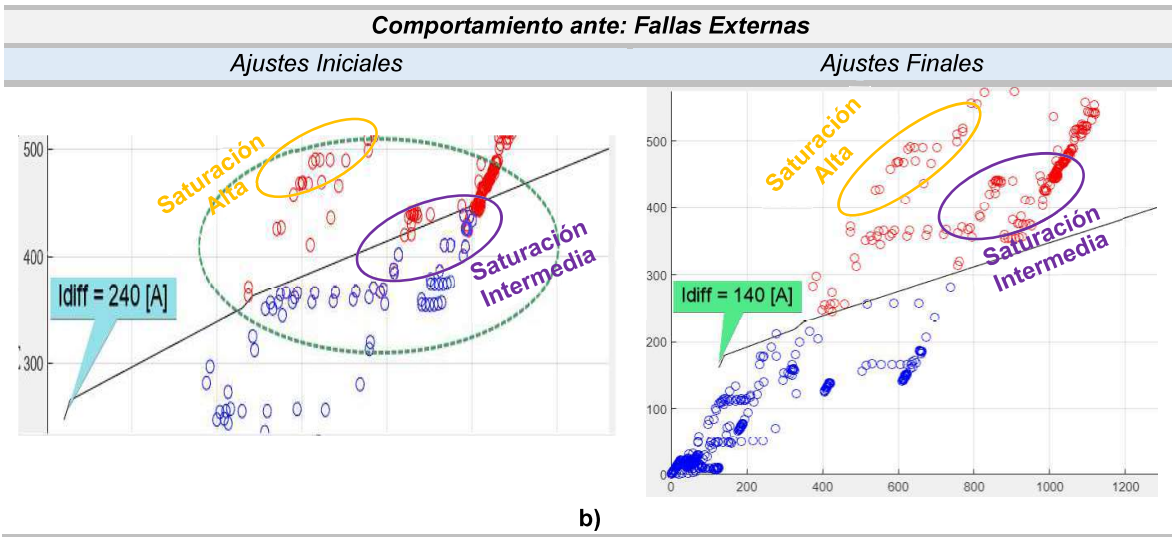 Comportamiento ante: Fallas Externas
Ajustes Iniciales
Ajustes Finales
500
400
300
Saturación
Alta
Saturación
Intermedia
Idiff = 240 [A]
500
400
300
200
100
0
0
200
400
600
800
1000
1200
Saturación
Alta
Saturación
Intermedia
Idiff = 140 [A]
b)